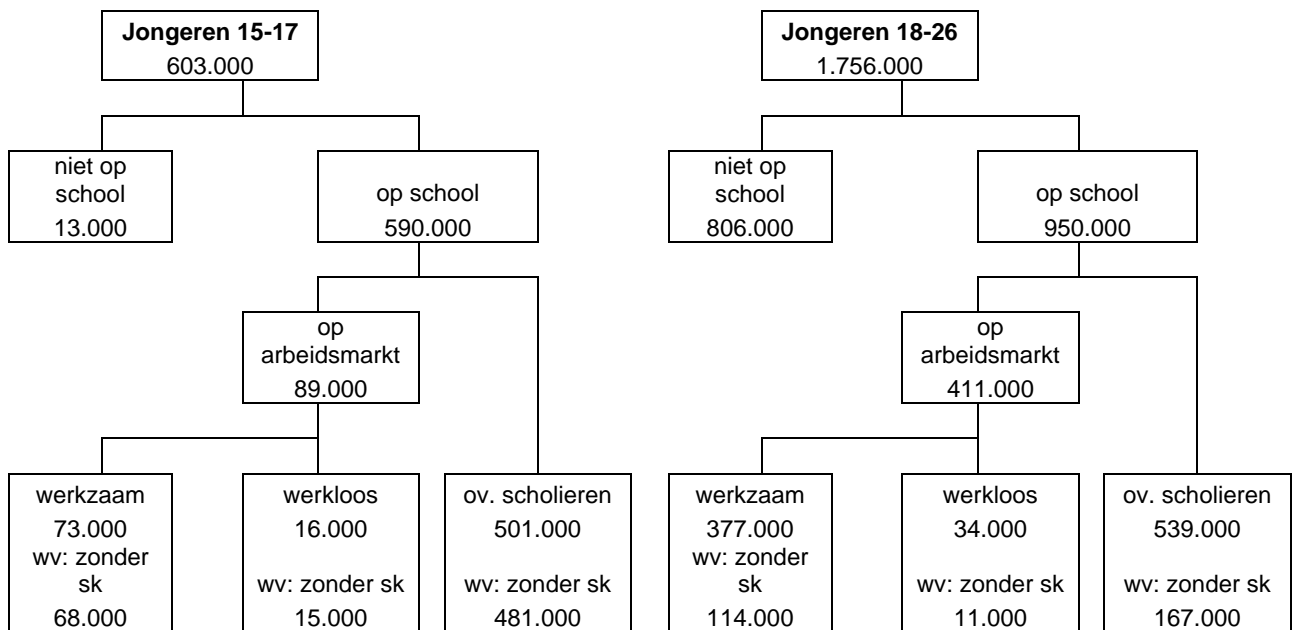 Jongeren 15-17
603.000
niet op
school
13.000
op school
590.000
op
arbeidsmarkt
89.000
werkzaam
73.000
wv: zonder
sk
68.000
werkloos
16.000
wv: zonder sk
15.000
ov. scholieren
501.000
wv: zonder sk
481.000
Jongeren 18-26
1.756.000
niet op
school
806.000
op school
950.000
op
arbeidsmarkt
411.000
werkzaam
377.000
wv: zonder
sk
114.000
werkloos
34.000
wv: zonder sk
11.000
ov. scholieren
539.000
wv: zonder sk
167.000